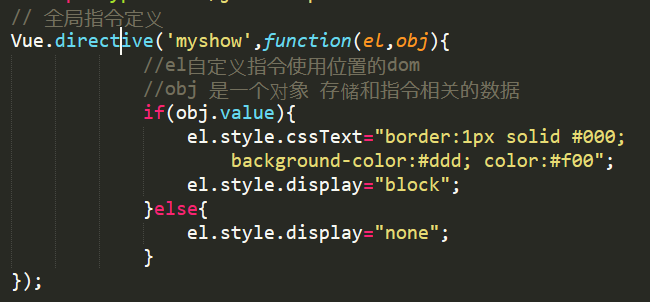 // 全局指令定义
Vue.directive('myshow',function(el,obj){
//el自定义指令使用位置的dom
//obj 是一个对象 存储和指令相关的数据
if(obj.value){
el.style.cssText="border:1px solid #000;
background-color:#ddd; color:#f00";
el.style.display="block";
}else{
el.style.display="none";
}
});